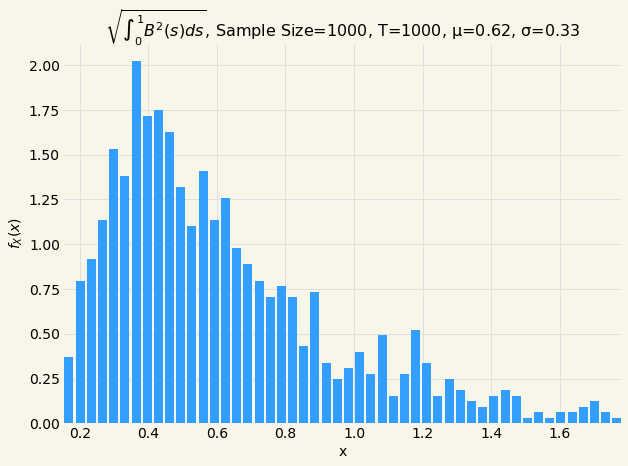 √∫₀¹B²(s)ds, Sample Size=1000, T=1000, μ=0.62, σ=0.33
2.00
1.75
1.50
1.25
1.00
0.75
0.50
0.25
0.00
f_X(x)
0.2 0.4 0.6 0.8 1.0 1.2 1.4 1.6
x